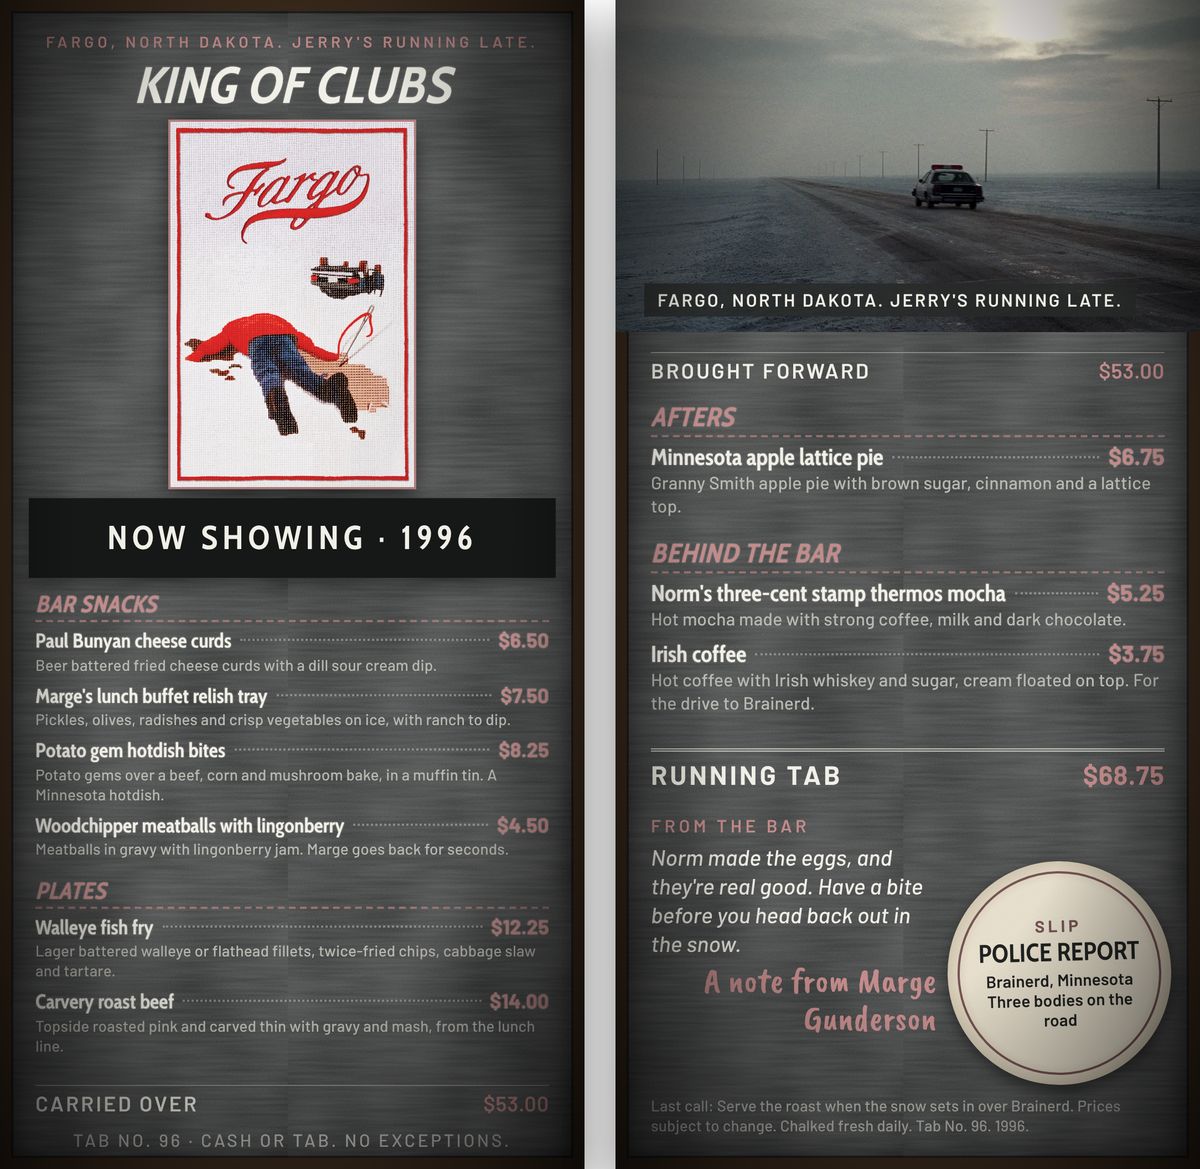 FARGO, NORTH DAKOTA. JERRY'S RUNNING LATE.
KING OF CLUBS
Fargo
NOW SHOWING · 1996
BAR SNACKS
Paul Bunyan cheese curds $6.50
Beer battered fried cheese curds with a dill sour cream dip.
Marge's lunch buffet relish tray $7.50
Pickles, olives, radishes and crisp vegetables on ice, with ranch to dip.
Potato gem hotdish bites $8.25
Potato gems over a beef, corn and mushroom bake, in a muffin tin. A
Minnesota hotdish.
Woodchipper meatballs with lingonberry $4.50
Meatballs in gravy with lingonberry jam. Marge goes back for seconds.
PLATES
Walleye fish fry $12.25
Lager battered walleye or flathead fillets, twice-fried chips, cabbage slaw
and tartare.
Carvery roast beef $14.00
Topside roasted pink and carved thin with gravy and mash, from the lunch
line.
CARRIED OVER $53.00
TAB NO. 96 · CASH OR TAB. NO EXCEPTIONS.
FARGO, NORTH DAKOTA. JERRY'S RUNNING LATE.
BROUGHT FORWARD $53.00
AFTERS
Minnesota apple lattice pie $6.75
Granny Smith apple pie with brown sugar, cinnamon and a lattice
top.
BEHIND THE BAR
Norm's three-cent stamp thermos mocha $5.25
Hot mocha made with strong coffee, milk and dark chocolate.
Irish coffee $3.75
Hot coffee with Irish whiskey and sugar, cream floated on top. For
the drive to Brainerd.
RUNNING TAB $68.75
FROM THE BAR
Norm made the eggs, and
they're real good. Have a bite
before you head back out in
the snow.
A note from Marge
Gunderson
SLIP
POLICE REPORT
Brainerd, Minnesota
Three bodies on the
road
Last call: Serve the roast when the snow sets in over Brainerd. Prices
subject to change. Chalked fresh daily. Tab No. 96. 1996.